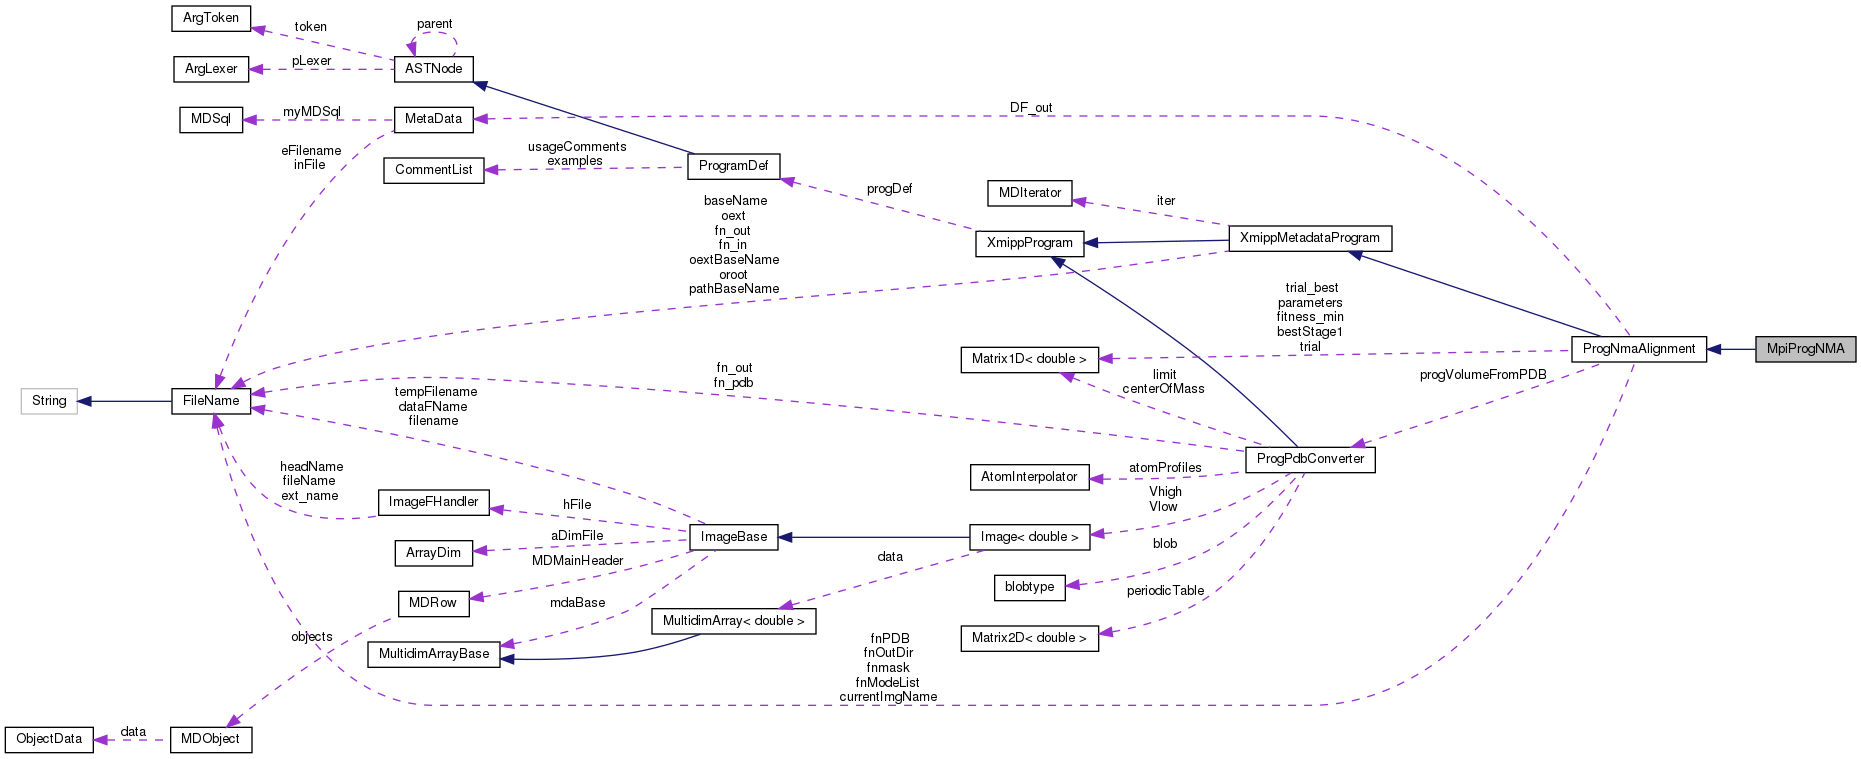 ArgToken
token
parent
ArgLexer
pLexer
ASTNode
MDSql
myMDSql
MetaData
DF_out
eFilename
inFile
CommentList
usageComments
examples
ProgramDef
progDef
MDIterator
iter
baseName
oext
fn_out
fn_in
oextBaseName
oroot
pathBaseName
XmippProgram
XmippMetadataProgram
trial_best
parameters
fitness_min
bestStage1
trial
Matrix1D< double >
ProgNmaAlignment
MpiProgNMA
limit
centerOfMass
progVolumeFromPDB
fn_out
fn_pdb
String
FileName
tempFilename
dataFName
filename
headName
fileName
ext_name
ImageFHandler
hFile
AtomInterpolator
atomProfiles
ProgPdbConverter
Vhigh
Vlow
aDimFile
ArrayDim
ImageBase
Image< double >
MDMainHeader
data
blob
blobtype
MDRow
mdaBase
MultidimArray< double >
periodicTable
objects
MultidimArrayBase
Matrix2D< double >
fnPDB
fnOutDir
fnmask
fnModeList
currentImgName
ObjectData
data
MDObject